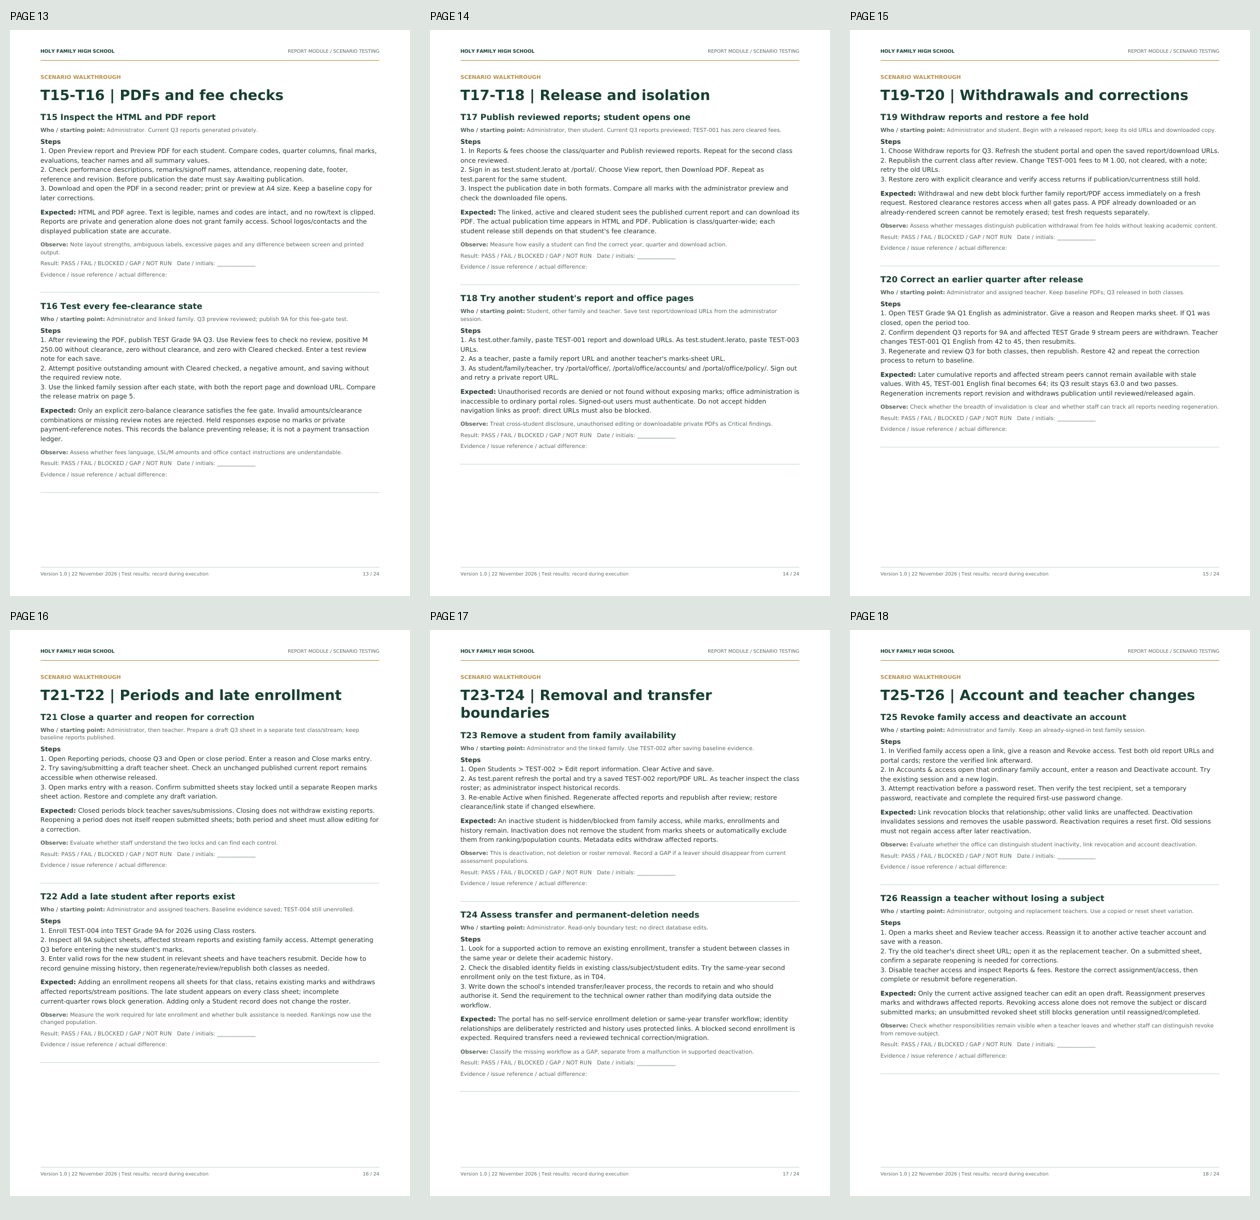 PAGE 13
HOLY FAMILY HIGH SCHOOL
REPORT MODULE / SCENARIO TESTING
SCENARIO WALKTHROUGH
T15-T16 | PDFs and fee checks
T15 Inspect the HTML and PDF report
Who / starting point: Administrator. Current Q3 reports generated privately.
Steps
1. Open Preview report and Preview PDF for each student. Compare codes, quarter columns, final marks,
evaluations, teacher names and all summary values.
2. Check performance descriptions, remarks/signoff names, attendance, reopening date, footer,
reference and revision. Before publication the date must say Awaiting publication.
3. Download and open the PDF in a second reader; print or preview at A4 size. Keep a baseline copy for
later corrections.
Expected: HTML and PDF agree. Text is legible, names and codes are intact, and no row/text is clipped.
Reports are private and generation alone does not grant family access. School logos/contacts and the
displayed publication state are accurate.
Observe: Note layout strengths, ambiguous labels, excessive pages and any difference between screen and printed
output.
Result: PASS / FAIL / BLOCKED / GAP / NOT RUN Date / initials: ______________
Evidence / issue reference / actual difference:
T16 Test every fee-clearance state
Who / starting point: Administrator and linked family. Q3 preview reviewed; publish 9A for this fee-gate test.
Steps
1. After reviewing the PDF, publish TEST Grade 9A Q3. Use Review fees to check no review, positive M
250.00 without clearance, zero without clearance, and zero with Cleared checked. Enter a test review
note for each save.
2. Attempt positive outstanding amount with Cleared checked, a negative amount, and saving without
the required review note.
3. Use the linked family session after each state, with both the report page and download URL. Compare
the release matrix on page 5.
Expected: Only an explicit zero-balance clearance satisfies the fee gate. Invalid amounts/clearance
combinations or missing review notes are rejected. Held responses expose no marks or private
payment-reference notes. This records the balance preventing release; it is not a payment transaction
ledger.
Observe: Assess whether fees language, LSL/M amounts and office contact instructions are understandable.
Result: PASS / FAIL / BLOCKED / GAP / NOT RUN Date / initials: ______________
Evidence / issue reference / actual difference:
Version 1.0 | 22 November 2026 | Test results: record during execution
13 / 24
PAGE 14
HOLY FAMILY HIGH SCHOOL
REPORT MODULE / SCENARIO TESTING
SCENARIO WALKTHROUGH
T17-T18 | Release and isolation
T17 Publish reviewed reports; student opens one
Who / starting point: Administrator, then student. Current Q3 reports previewed; TEST-001 has zero cleared fees.
Steps
1. In Reports & fees choose the class/quarter and Publish reviewed reports. Repeat for the second class
once reviewed.
2. Sign in as test.student.lerato at /portal/. Choose View report, then Download PDF. Repeat as
test.parent for the same student.
3. Inspect the publication date in both formats. Compare all marks with the administrator preview and
check the downloaded file opens.
Expected: The linked, active and cleared student sees the published current report and can download its
PDF. The actual publication time appears in HTML and PDF. Publication is class/quarter-wide; each
student release still depends on that student's fee clearance.
Observe: Measure how easily a student can find the correct year, quarter and download action.
Result: PASS / FAIL / BLOCKED / GAP / NOT RUN Date / initials: ______________
Evidence / issue reference / actual difference:
T18 Try another student's report and office pages
Who / starting point: Student, other family and teacher. Save test report/download URLs from the administrator
session.
Steps
1. As test.other.family, paste TEST-001 report and download URLs. As test.student.lerato, paste TEST-003
URLs.
2. As a teacher, paste a family report URL and another teacher's marks-sheet URL.
3. As student/family/teacher, try /portal/office/, /portal/office/accounts/ and /portal/office/policy/. Sign out
and retry a private report URL.
Expected: Unauthorised records are denied or not found without exposing marks; office administration is
inaccessible to ordinary portal roles. Signed-out users must authenticate. Do not accept hidden
navigation links as proof: direct URLs must also be blocked.
Observe: Treat cross-student disclosure, unauthorised editing or downloadable private PDFs as Critical findings.
Result: PASS / FAIL / BLOCKED / GAP / NOT RUN Date / initials: ______________
Evidence / issue reference / actual difference:
Version 1.0 | 22 November 2026 | Test results: record during execution
14 / 24
PAGE 15
HOLY FAMILY HIGH SCHOOL
REPORT MODULE / SCENARIO TESTING
SCENARIO WALKTHROUGH
T19-T20 | Withdrawals and corrections
T19 Withdraw reports and restore a fee hold
Who / starting point: Administrator and student. Begin with a released report; keep its old URLs and downloaded copy.
Steps
1. Choose Withdraw reports for Q3. Refresh the student portal and open the saved report/download URLs.
2. Republish the current class after review. Change TEST-001 fees to M 1.00, not cleared, with a note;
retry the old URLs.
3. Restore zero with explicit clearance and verify access returns if publication/currentness still hold.
Expected: Withdrawal and new debt block further family report/PDF access immediately on a fresh
request. Restored clearance restores access when all gates pass. A PDF already downloaded or an
already-rendered screen cannot be remotely erased; test fresh requests separately.
Observe: Assess whether messages distinguish publication withdrawal from fee holds without leaking academic content.
Result: PASS / FAIL / BLOCKED / GAP / NOT RUN Date / initials: ______________
Evidence / issue reference / actual difference:
T20 Correct an earlier quarter after release
Who / starting point: Administrator and assigned teacher. Keep baseline PDFs; Q3 released in both classes.
Steps
1. Open TEST Grade 9A Q1 English as administrator. Give a reason and Reopen marks sheet. If Q1 was
closed, open the period too.
2. Confirm dependent Q3 reports for 9A and affected TEST Grade 9 stream peers are withdrawn. Teacher
changes TEST-001 Q1 English from 42 to 45, then resubmits.
3. Regenerate and review Q3 for both classes, then republish. Restore 42 and repeat the correction
process to return to baseline.
Expected: Later cumulative reports and affected stream peers cannot remain available with stale
values. With 45, TEST-001 English final becomes 64; its Q3 result stays 63.0 and two passes.
Regeneration increments report revision and withdraws publication until reviewed/released again.
Observe: Check whether the breadth of invalidation is clear and whether staff can track all reports needing regeneration.
Result: PASS / FAIL / BLOCKED / GAP / NOT RUN Date / initials: ______________
Evidence / issue reference / actual difference:
Version 1.0 | 22 November 2026 | Test results: record during execution
15 / 24
PAGE 16
HOLY FAMILY HIGH SCHOOL
REPORT MODULE / SCENARIO TESTING
SCENARIO WALKTHROUGH
T21-T22 | Periods and late enrollment
T21 Close a quarter and reopen for correction
Who / starting point: Administrator, then teacher. Prepare a draft Q3 sheet in a separate test class/stream; keep
baseline reports published.
Steps
1. Open Reporting periods, choose Q3 and Open or close period. Enter a reason and Close marks entry.
2. Try saving/submitting a draft teacher sheet. Check an unchanged published current report remains
accessible when otherwise released.
3. Open marks entry with a reason. Confirm submitted sheets stay locked until a separate Reopen marks
sheet action. Restore and complete any draft variation.
Expected: Closed periods block teacher saves/submissions. Closing does not withdraw existing reports.
Reopening a period does not itself reopen submitted sheets; both period and sheet must allow editing for
a correction.
Observe: Evaluate whether staff understand the two locks and can find each control.
Result: PASS / FAIL / BLOCKED / GAP / NOT RUN Date / initials: ______________
Evidence / issue reference / actual difference:
T22 Add a late student after reports exist
Who / starting point: Administrator and assigned teachers. Baseline evidence saved; TEST-004 still unenrolled.
Steps
1. Enroll TEST-004 into TEST Grade 9A for 2026 using Class rosters.
2. Inspect all 9A subject sheets, affected stream reports and existing family access. Attempt generating
Q3 before entering the new student's marks.
3. Enter valid rows for the new student in relevant sheets and have teachers resubmit. Decide how to
record genuine missing history, then regenerate/review/republish both classes as needed.
Expected: Adding an enrollment reopens all sheets for that class, retains existing marks and withdraws
affected reports/stream positions. The late student appears on every class sheet; incomplete
current-quarter rows block generation. Adding only a Student record does not change the roster.
Observe: Measure the work required for late enrollment and whether bulk assistance is needed. Rankings now use the
changed population.
Result: PASS / FAIL / BLOCKED / GAP / NOT RUN Date / initials: ______________
Evidence / issue reference / actual difference:
Version 1.0 | 22 November 2026 | Test results: record during execution
16 / 24
PAGE 17
HOLY FAMILY HIGH SCHOOL
REPORT MODULE / SCENARIO TESTING
SCENARIO WALKTHROUGH
T23-T24 | Removal and transfer
boundaries
T23 Remove a student from family availability
Who / starting point: Administrator and the linked family. Use TEST-002 after saving baseline evidence.
Steps
1. Open Students > TEST-002 > Edit report information. Clear Active and save.
2. As test.parent refresh the portal and try a saved TEST-002 report/PDF URL. As teacher inspect the class
roster; as administrator inspect historical records.
3. Re-enable Active when finished. Regenerate affected reports and republish after review; restore
clearance/link state if changed elsewhere.
Expected: An inactive student is hidden/blocked from family access, while marks, enrollments and
history remain. Inactivation does not remove the student from marks sheets or automatically exclude
them from ranking/population counts. Metadata edits withdraw affected reports.
Observe: This is deactivation, not deletion or roster removal. Record a GAP if a leaver should disappear from current
assessment populations.
Result: PASS / FAIL / BLOCKED / GAP / NOT RUN Date / initials: ______________
Evidence / issue reference / actual difference:
T24 Assess transfer and permanent-deletion needs
Who / starting point: Administrator. Read-only boundary test; no direct database edits.
Steps
1. Look for a supported action to remove an existing enrollment, transfer a student between classes in
the same year or delete their academic history.
2. Check the disabled identity fields in existing class/subject/student edits. Try the same-year second
enrollment only on the test fixture, as in T04.
3. Write down the school's intended transfer/leaver process, the records to retain and who should
authorise it. Send the requirement to the technical owner rather than modifying data outside the
workflow.
Expected: The portal has no self-service enrollment deletion or same-year transfer workflow; identity
relationships are deliberately restricted and history uses protected links. A blocked second enrollment is
expected. Required transfers need a reviewed technical correction/migration.
Observe: Classify the missing workflow as a GAP, separate from a malfunction in supported deactivation.
Result: PASS / FAIL / BLOCKED / GAP / NOT RUN Date / initials: ______________
Evidence / issue reference / actual difference:
Version 1.0 | 22 November 2026 | Test results: record during execution
17 / 24
PAGE 18
HOLY FAMILY HIGH SCHOOL
REPORT MODULE / SCENARIO TESTING
SCENARIO WALKTHROUGH
T25-T26 | Account and teacher changes
T25 Revoke family access and deactivate an account
Who / starting point: Administrator and family. Keep an already-signed-in test family session.
Steps
1. In Verified family access open a link, give a reason and Revoke access. Test both old report URLs and
portal cards; restore the verified link afterward.
2. In Accounts & access open that ordinary family account, enter a reason and Deactivate account. Try
the existing session and a new login.
3. Attempt reactivation before a password reset. Then verify the test recipient, set a temporary
password, reactivate and complete the required first-use password change.
Expected: Link revocation blocks that relationship; other valid links are unaffected. Deactivation
invalidates sessions and removes the usable password. Reactivation requires a reset first. Old sessions
must not regain access after later reactivation.
Observe: Evaluate whether the office can distinguish student inactivity, link revocation and account deactivation.
Result: PASS / FAIL / BLOCKED / GAP / NOT RUN Date / initials: ______________
Evidence / issue reference / actual difference:
T26 Reassign a teacher without losing a subject
Who / starting point: Administrator, outgoing and replacement teachers. Use a copied or reset sheet variation.
Steps
1. Open a marks sheet and Review teacher access. Reassign it to another active teacher account and
save with a reason.
2. Try the old teacher's direct sheet URL; open it as the replacement teacher. On a submitted sheet,
confirm a separate reopening is needed for corrections.
3. Disable teacher access and inspect Reports & fees. Restore the correct assignment/access, then
complete or resubmit before regeneration.
Expected: Only the current active assigned teacher can edit an open draft. Reassignment preserves
marks and withdraws affected reports. Revoking access alone does not remove the subject or discard
submitted marks; an unsubmitted revoked sheet still blocks generation until reassigned/completed.
Observe: Check whether responsibilities remain visible when a teacher leaves and whether staff can distinguish revoke
from remove-subject.
Result: PASS / FAIL / BLOCKED / GAP / NOT RUN Date / initials: ______________
Evidence / issue reference / actual difference:
Version 1.0 | 22 November 2026 | Test results: record during execution
18 / 24